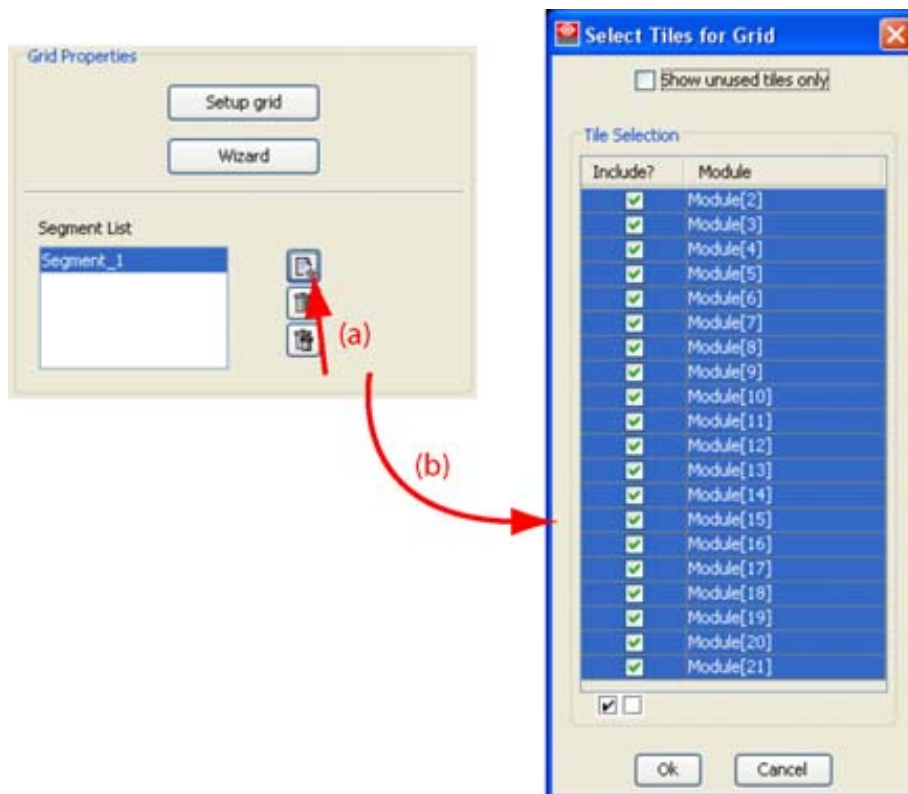 Grid Properties
Setup grid
Wizard
Segment List
Segment_1
(a)
(b)
Select Tiles for Grid
Show unused tiles only
Tile Selection
Include? Module
Module[2]
Module[3]
Module[4]
Module[5]
Module[6]
Module[7]
Module[8]
Module[9]
Module[10]
Module[11]
Module[12]
Module[13]
Module[14]
Module[15]
Module[16]
Module[17]
Module[18]
Module[19]
Module[20]
Module[21]
Ok Cancel